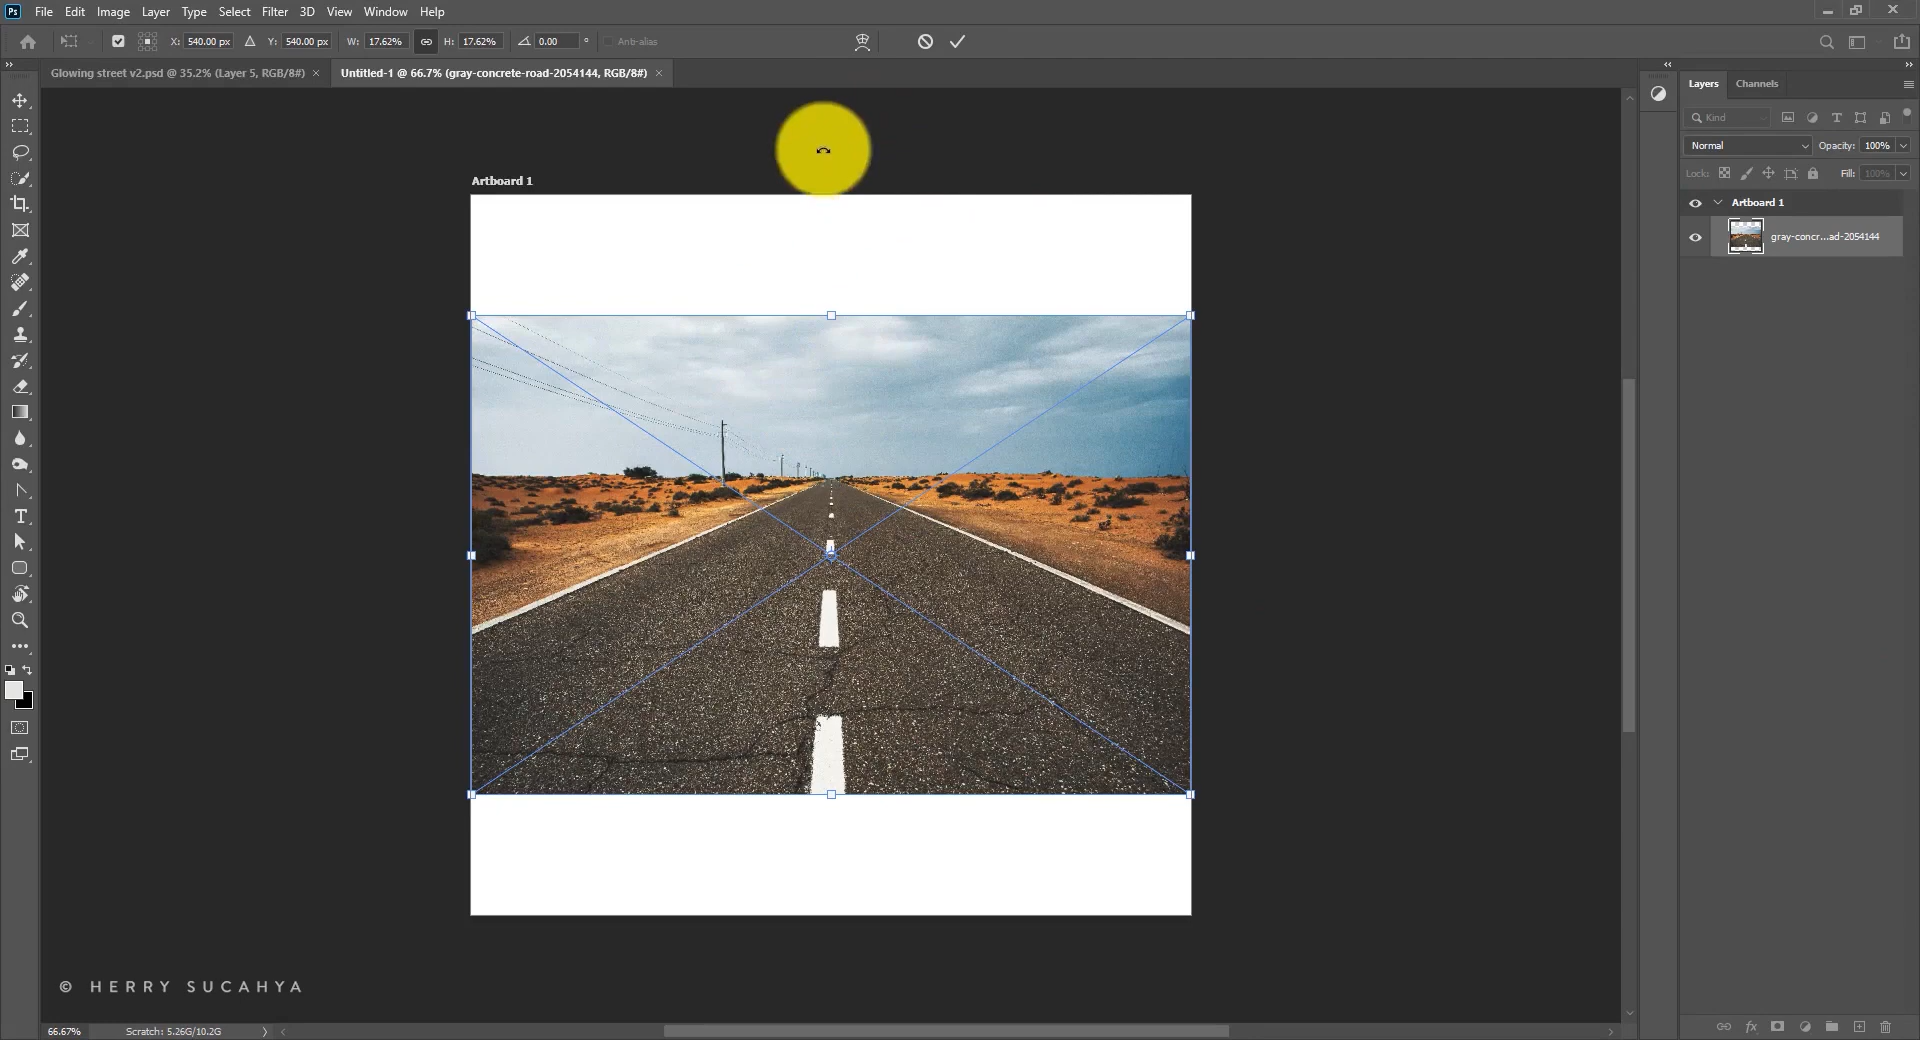 Ps File Edit Image Layer Type Select Filter 3D View Window Help
X: 540.00 px Y: 540.00 px W: 17.62% H: 17.62% 0.00 ° Anti-alias
Glowing street v2.psd @ 35.2% (Layer 5, RGB/8#) × Untitled-1 @ 66.7% (gray-concrete-road-2054144, RGB/8#) ×
Layers Channels
Kind
Normal Opacity: 100%
Lock: Fill: 100%
Artboard 1
gray-concr...ad-2054144
Artboard 1
© HERRY SUCAHYA
66.67% Scratch: 5.26G/10.2G